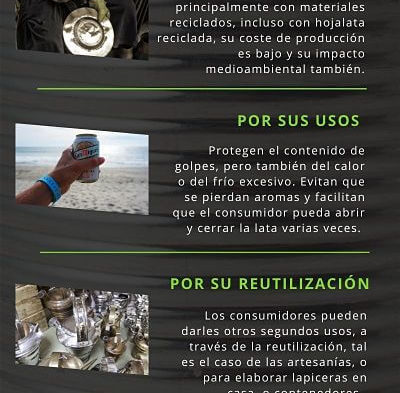 principalmente con materiales
reciclados, incluso con hojalata
reciclada, su coste de producción
es bajo y su impacto
medioambiental también.
POR SUS USOS
Protegen el contenido de
golpes, pero también del calor
o del frío excesivo. Evitan que
se pierdan aromas y facilitan
que el consumidor pueda abrir
y cerrar la lata varias veces.
POR SU REUTILIZACIÓN
Los consumidores pueden
darles otros segundos usos, a
través de la reutilización, tal
es el caso de las artesanías, o
para elaborar lapiceras en
casa, o contenedores